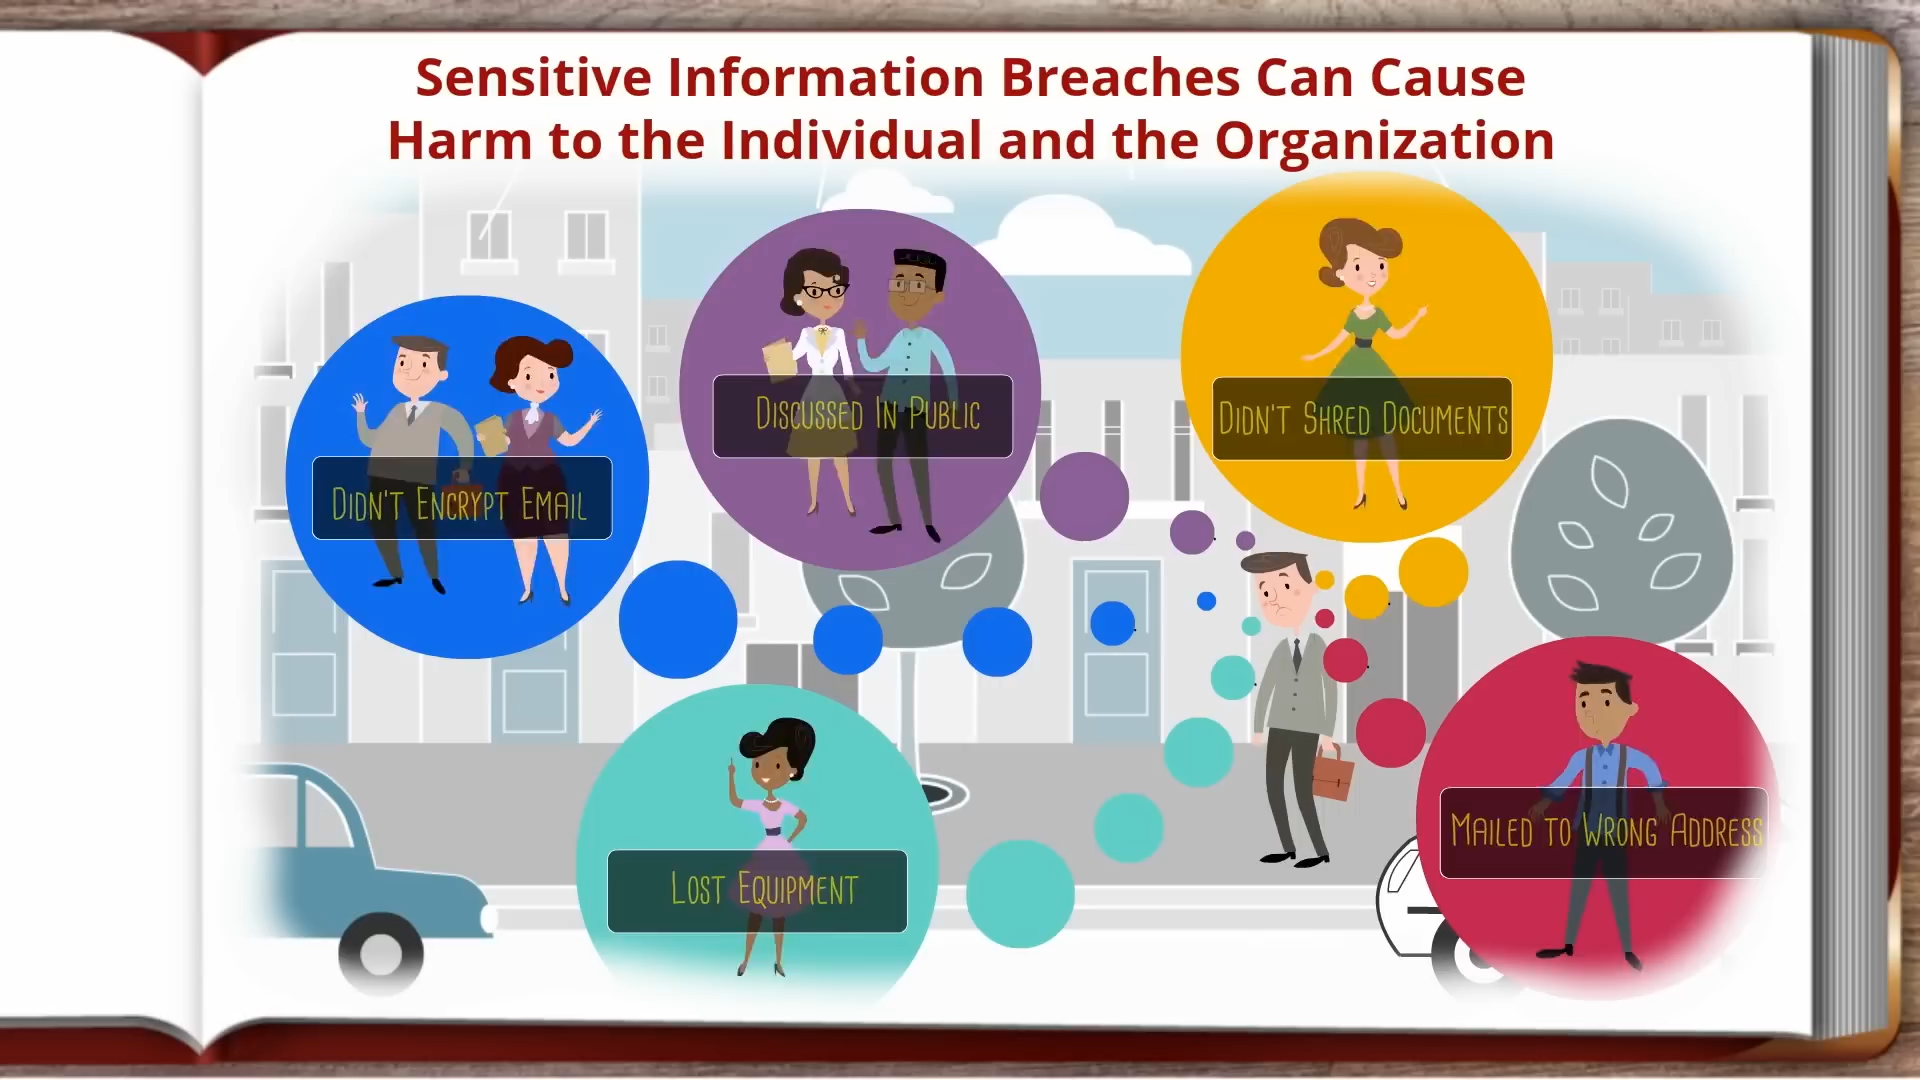 Sensitive Information Breaches Can Cause
Harm to the Individual and the Organization
Didn't Encrypt Email
Discussed In Public
Didn't Shred Documents
Lost Equipment
Mailed to Wrong Address